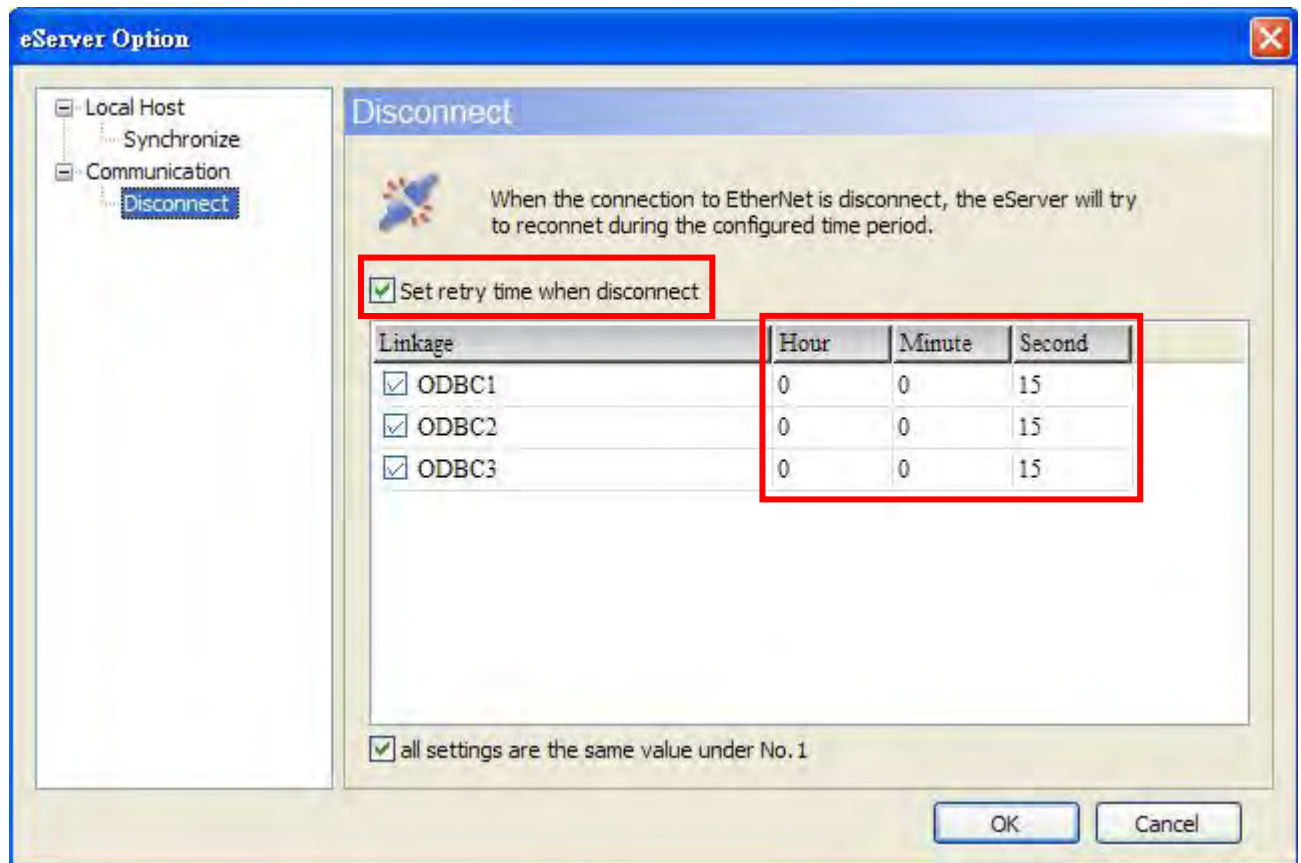 eServer Option
Local Host
Synchronize
Communication
Disconnect
Disconnect
When the connection to EtherNet is disconnect, the eServer will try
to reconnet during the configured time period.
Set retry time when disconnect
Linkage Hour Minute Second
ODBC1 0 0 15
ODBC2 0 0 15
ODBC3 0 0 15
all settings are the same value under No.1
OK Cancel